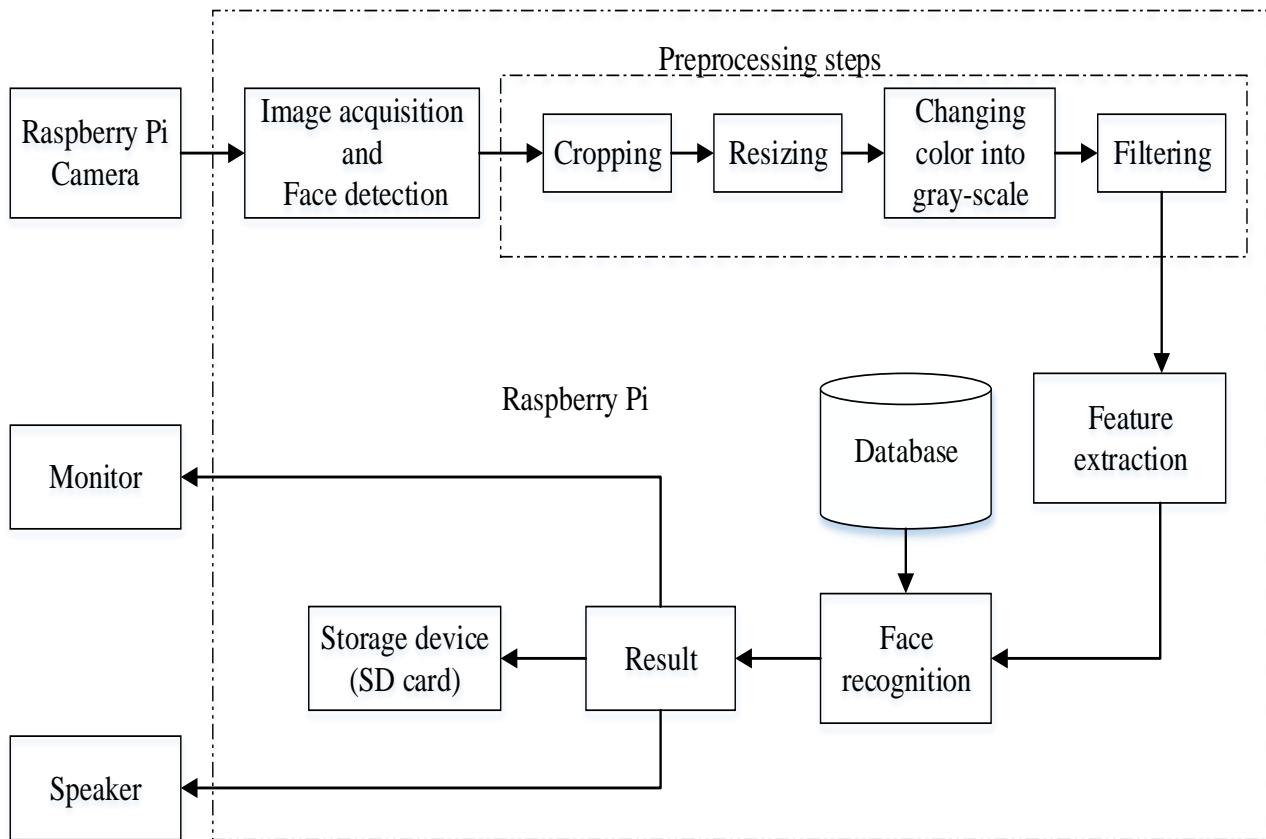 Preprocessing steps
Raspberry Pi
Camera
Image acquisition
and
Face detection
Cropping
Resizing
Changing
color into
gray-scale
Filtering
Raspberry Pi
Database
Feature
extraction
Monitor
Storage device
(SD card)
Result
Face
recognition
Speaker